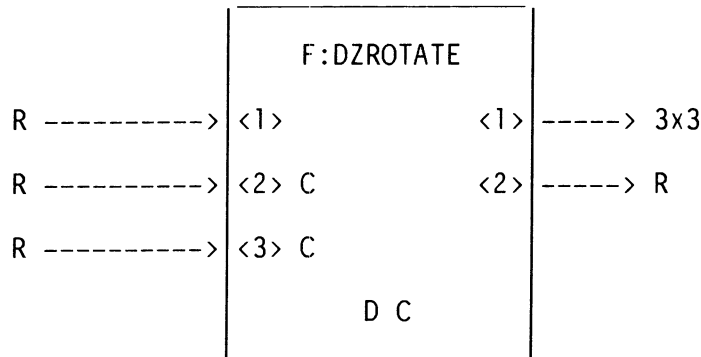 F:DZROTATE
R ----------> <1> <1> -----> 3x3
R ----------> <2> C <2> -----> R
R ----------> <3> C
D C